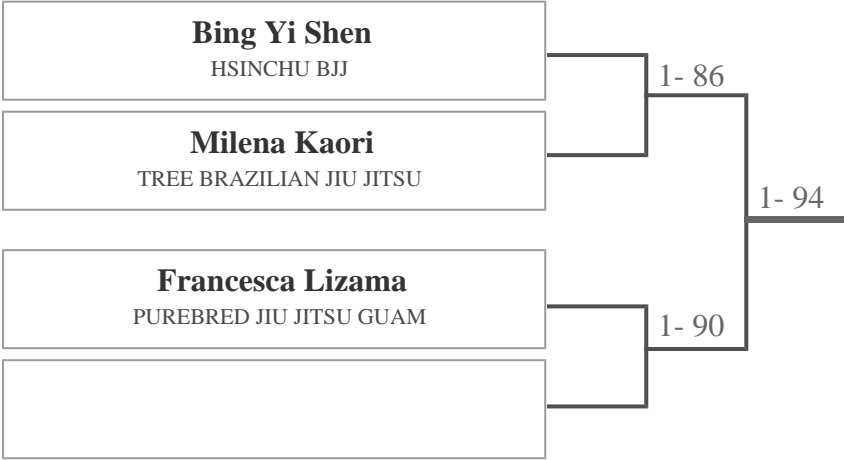 Bing Yi Shen
HSINCHU BJJ
1- 86
Milena Kaori
TREE BRAZILIAN JIU JITSU
1- 94
Francesca Lizama
PUREBRED JIU JITSU GUAM
1- 90